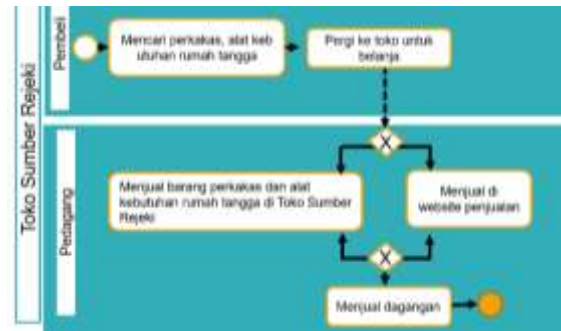 Toko Sumber Rejeki
Pembeli
Mencari perkakas, alat keb
utuhan rumah tangga
Pergi ke toko untuk
belanja
Pedagang
X
Menjual barang perkakas dan alat
kebutuhan rumah tangga di Toko Sumber
Rejeki
Menjual di
website penjualan
X
Menjual dagangan